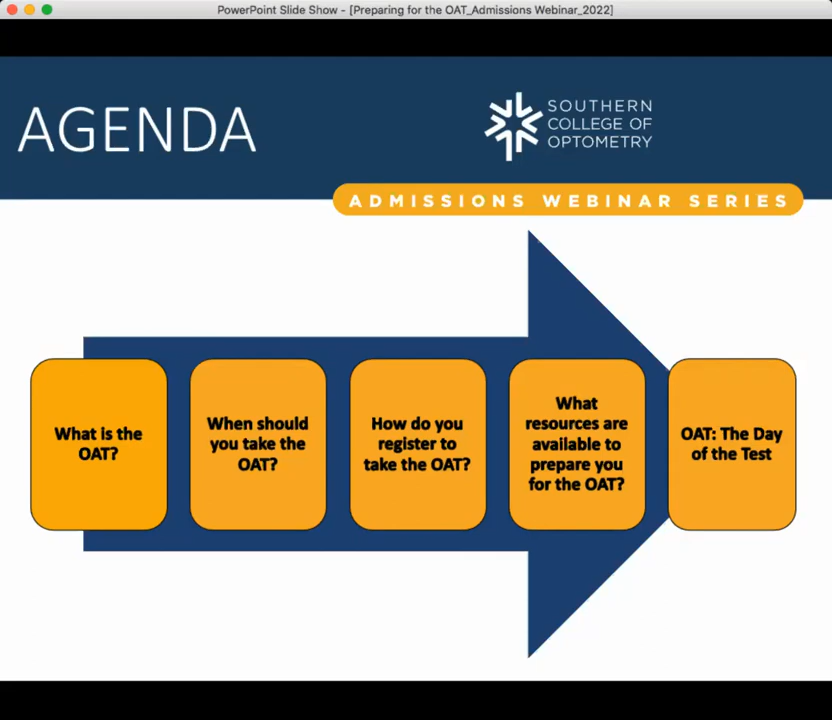 PowerPoint Slide Show - [Preparing for the OAT_Admissions Webinar_2022]
AGENDA
SOUTHERN
COLLEGE OF
OPTOMETRY
ADMISSIONS WEBINAR SERIES
What is the
OAT?
When should
you take the
OAT?
How do you
register to
take the OAT?
What
resources are
available to
prepare you
for the OAT?
OAT: The Day
of the Test